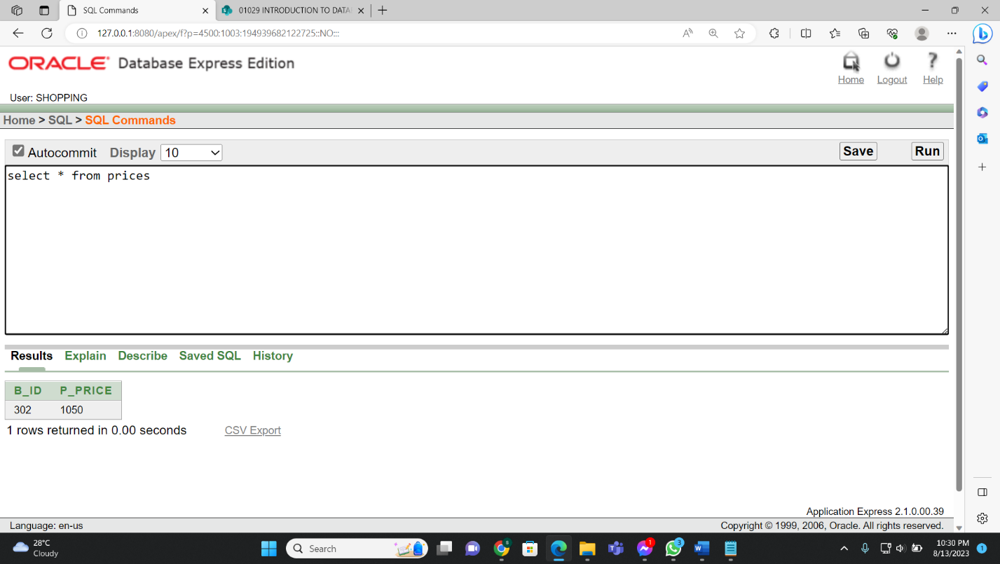 SQL Commands
01029 INTRODUCTION TO DATA
127.0.0.1:8080/apex/f?p=4500:1003:194939682122725::NO:::
ORACLE Database Express Edition
Home Logout Help
User: SHOPPING
Home > SQL > SQL Commands
Autocommit Display 10 Save Run
select * from prices
Results Explain Describe Saved SQL History
B_ID P_PRICE
302 1050
1 rows returned in 0.00 seconds CSV Export
Application Express 2.1.0.00.39
Language: en-us Copyright © 1999, 2006, Oracle. All rights reserved.
28°C
Cloudy
Search
1
3
10:30 PM
8/13/2023
1